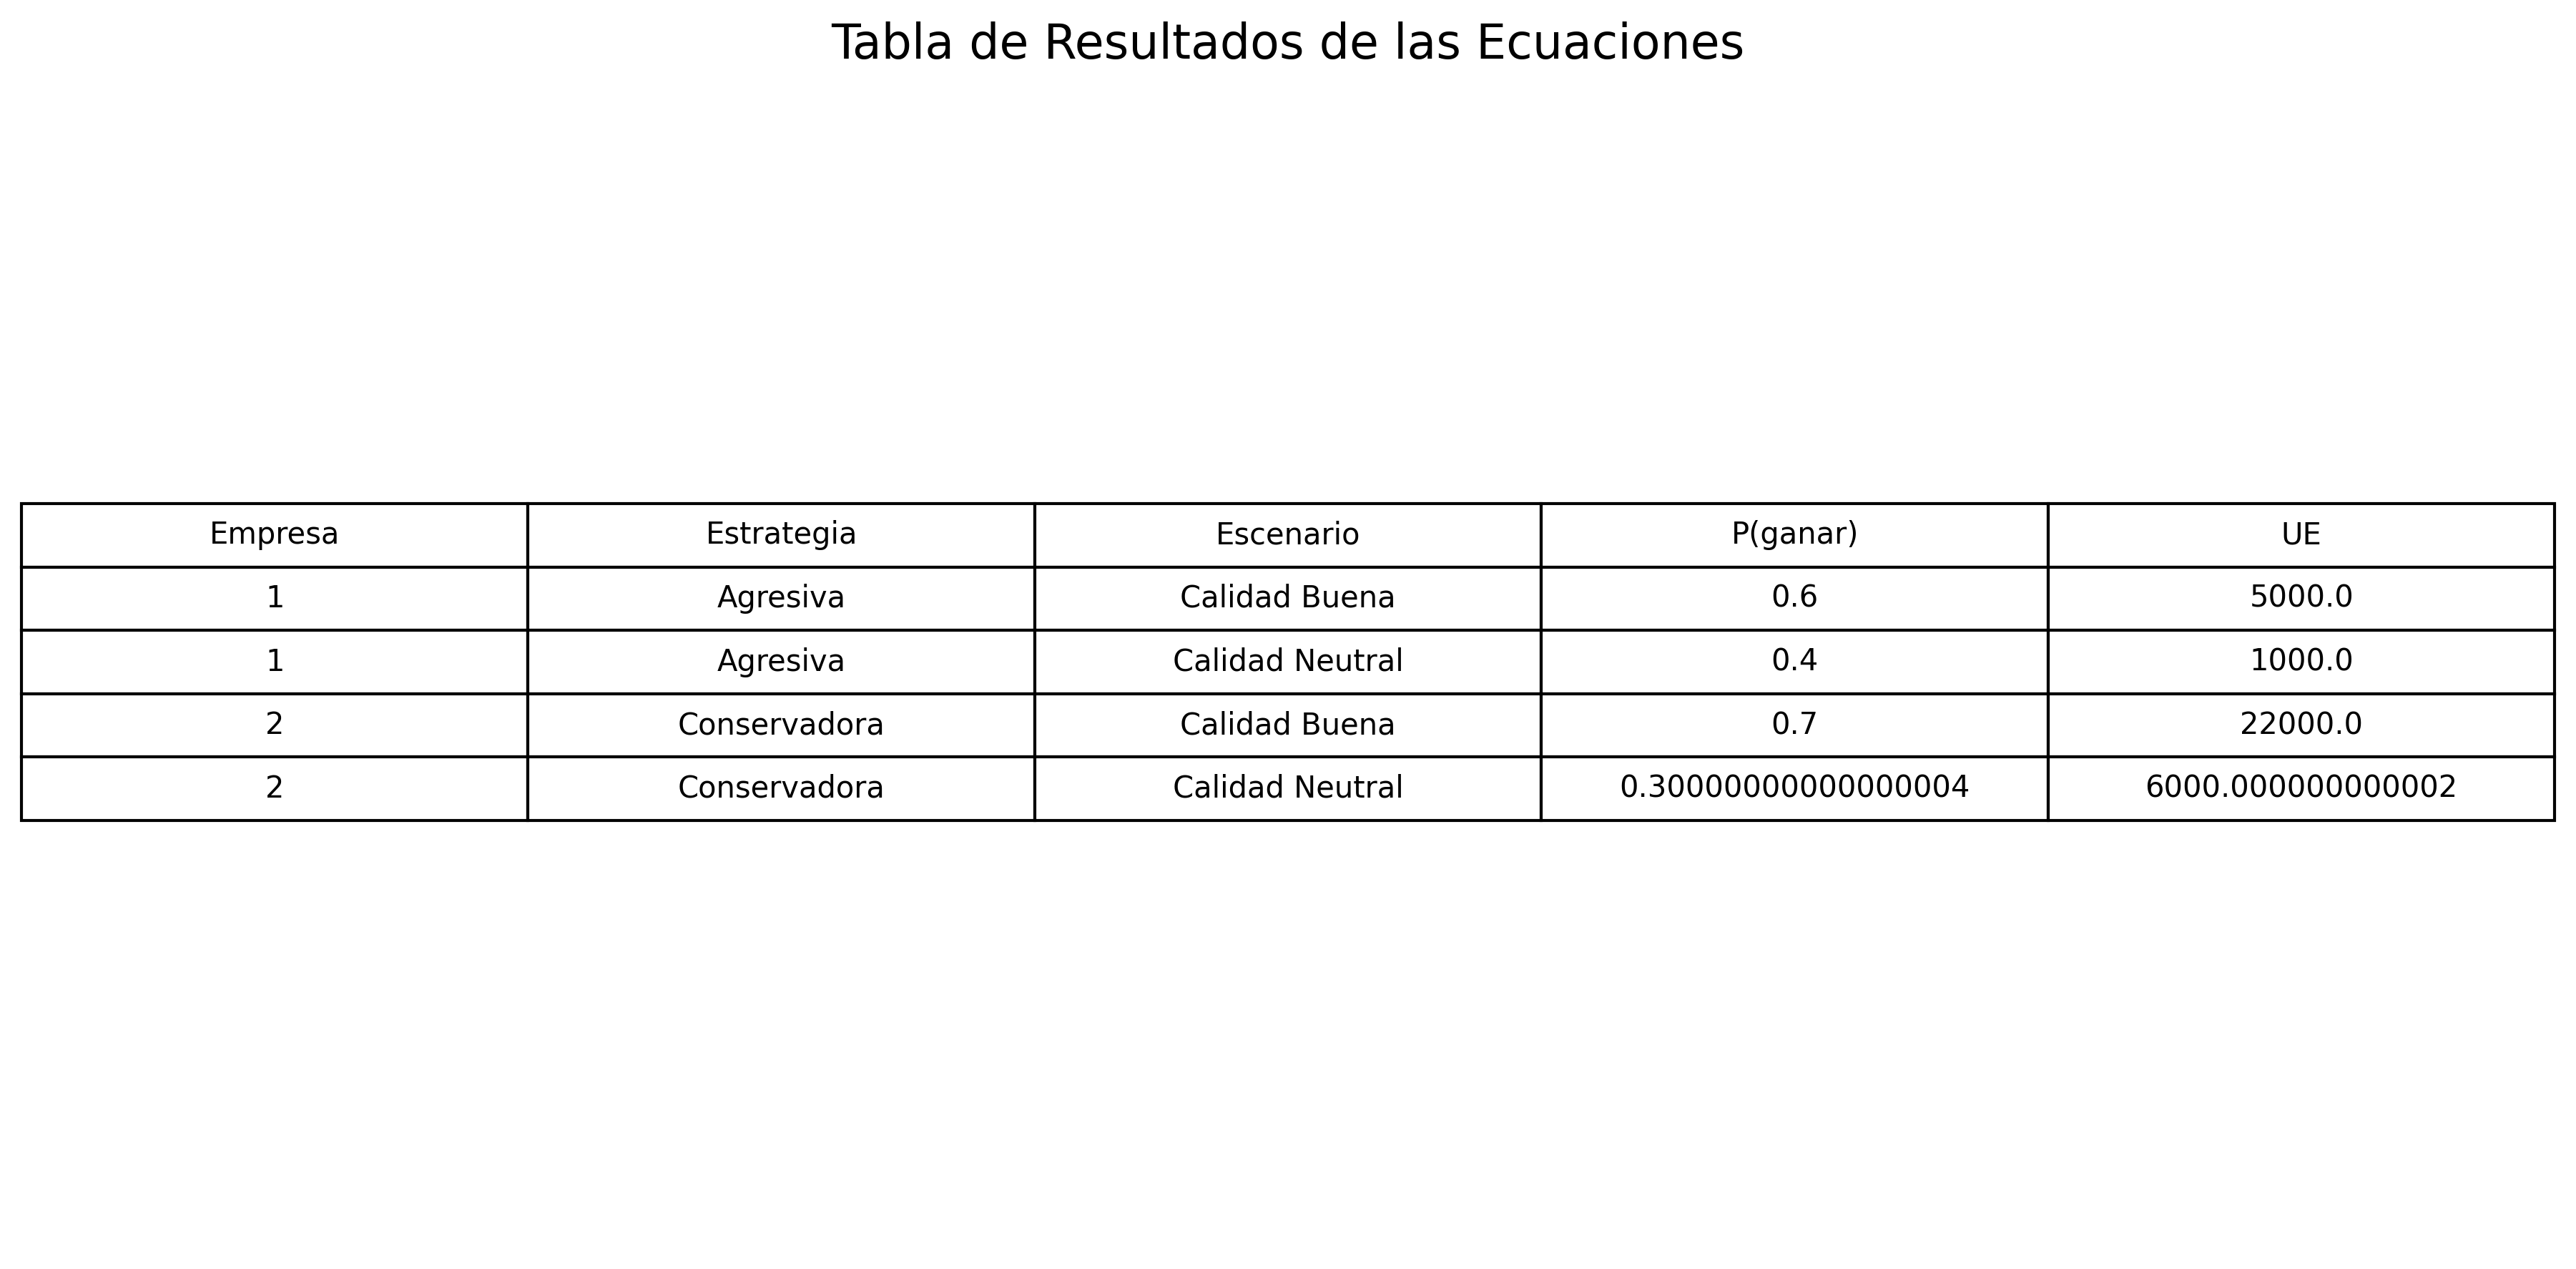 Tabla de Resultados de las Ecuaciones
Empresa Estrategia Escenario P(ganar) UE
1 Agresiva Calidad Buena 0.6 5000.0
1 Agresiva Calidad Neutral 0.4 1000.0
2 Conservadora Calidad Buena 0.7 22000.0
2 Conservadora Calidad Neutral 0.30000000000000004 6000.000000000002